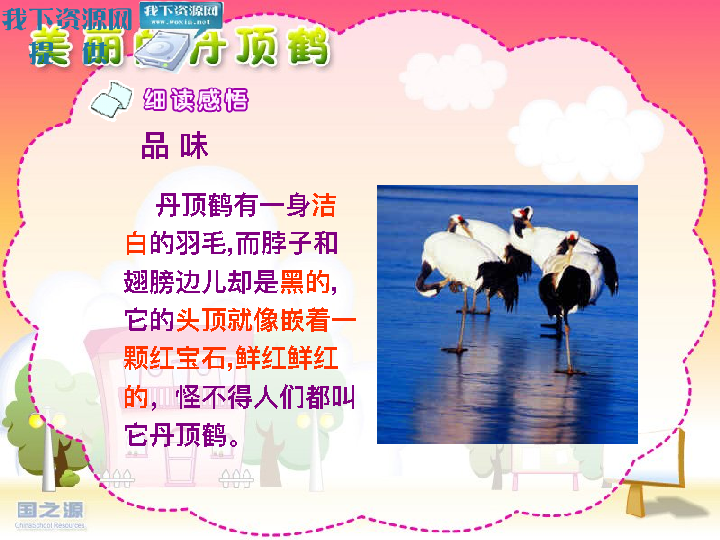 我下资源网
我下资源网
www.woxia.net
美丽的丹顶鹤
细读感悟
品 味
丹顶鹤有一身洁
白的羽毛,而脖子和
翅膀边儿却是黑的,
它的头顶就像嵌着一
颗红宝石,鲜红鲜红
的，怪不得人们都叫
它丹顶鹤。
国之源
ChinaSchool Resources